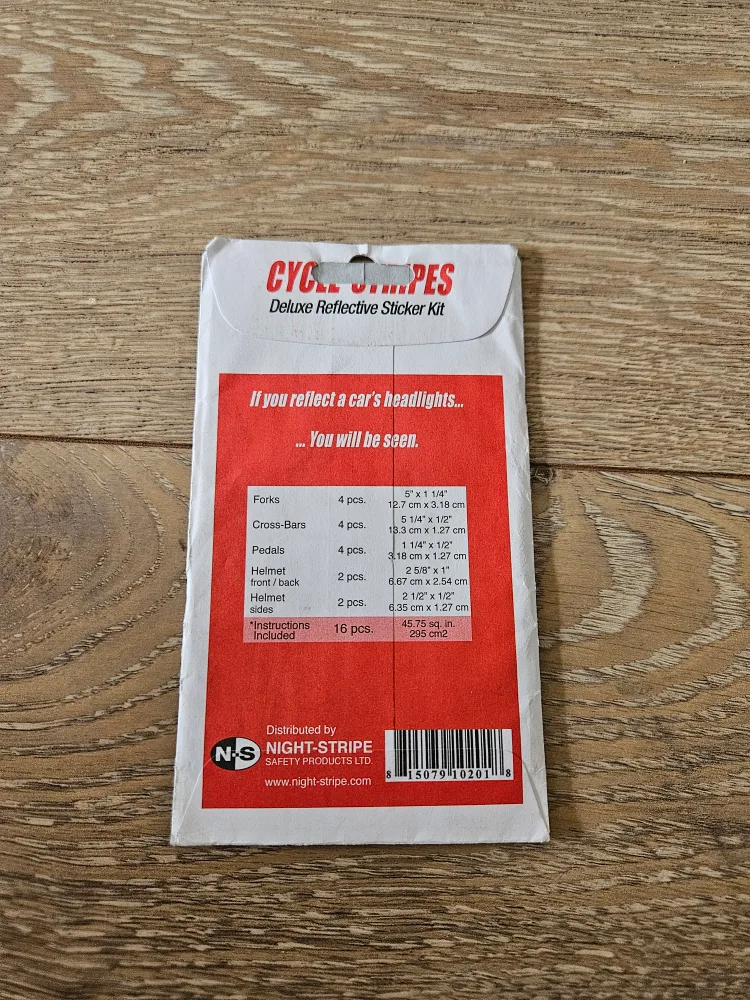 CYCLE STRIPES
Deluxe Reflective Sticker Kit
If you reflect a car's headlights...
... You will be seen.
Forks 4 pcs. 5" x 1 1/4"
12.7 cm x 3.18 cm
Cross-Bars 4 pcs. 5 1/4" x 1/2"
13.3 cm x 1.27 cm
Pedals 4 pcs. 1 1/4" x 1/2"
3.18 cm x 1.27 cm
Helmet
front / back 2 pcs. 2 5/8" x 1"
6.67 cm x 2.54 cm
Helmet
sides 2 pcs. 2 1/2" x 1/2"
6.35 cm x 1.27 cm
*Instructions
Included 16 pcs. 45.75 sq. in.
295 cm2
Distributed by
N-S NIGHT-STRIPE
SAFETY PRODUCTS LTD.
www.night-stripe.com
8 15079 10201 8